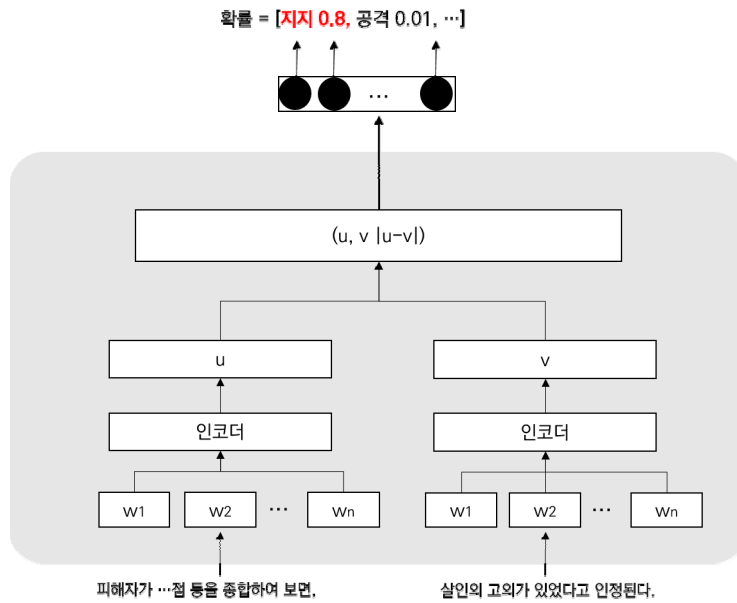 확률 = [지지 0.8, 공격 0.01, …]
…
(u, v |u-v|)
u v
인코더 인코더
w1 w2 … wn w1 w2 … wn
피해자가 …점 등을 종합하여 보면, 살인의 고의가 있었다고 인정된다.